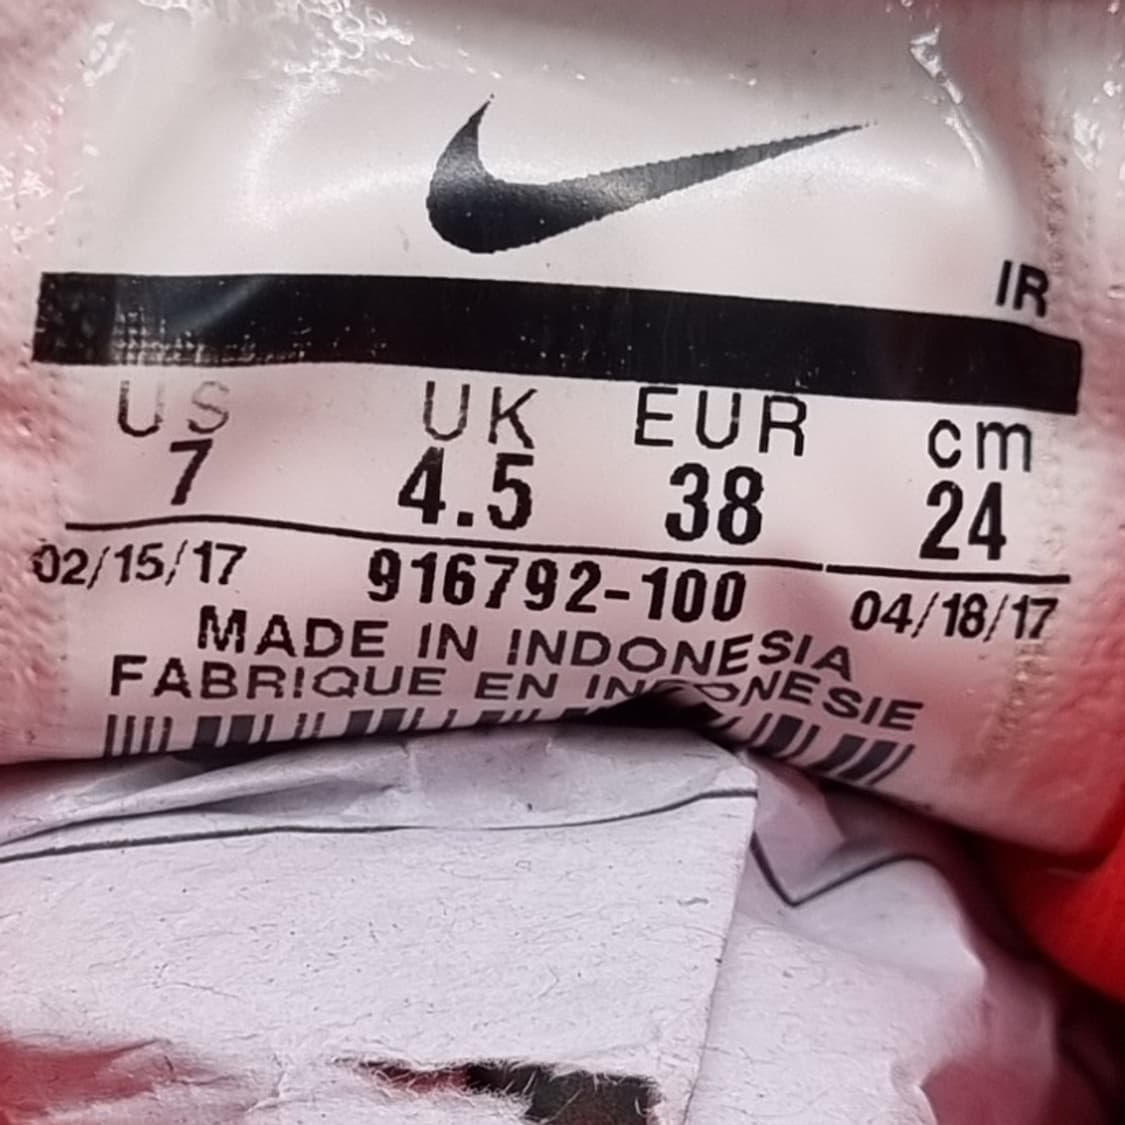 IR
US UK EUR cm
7 4.5 38 24
02/15/17 916792-100 04/18/17
MADE IN INDONESIA
FABRIQUE EN INDONESIE